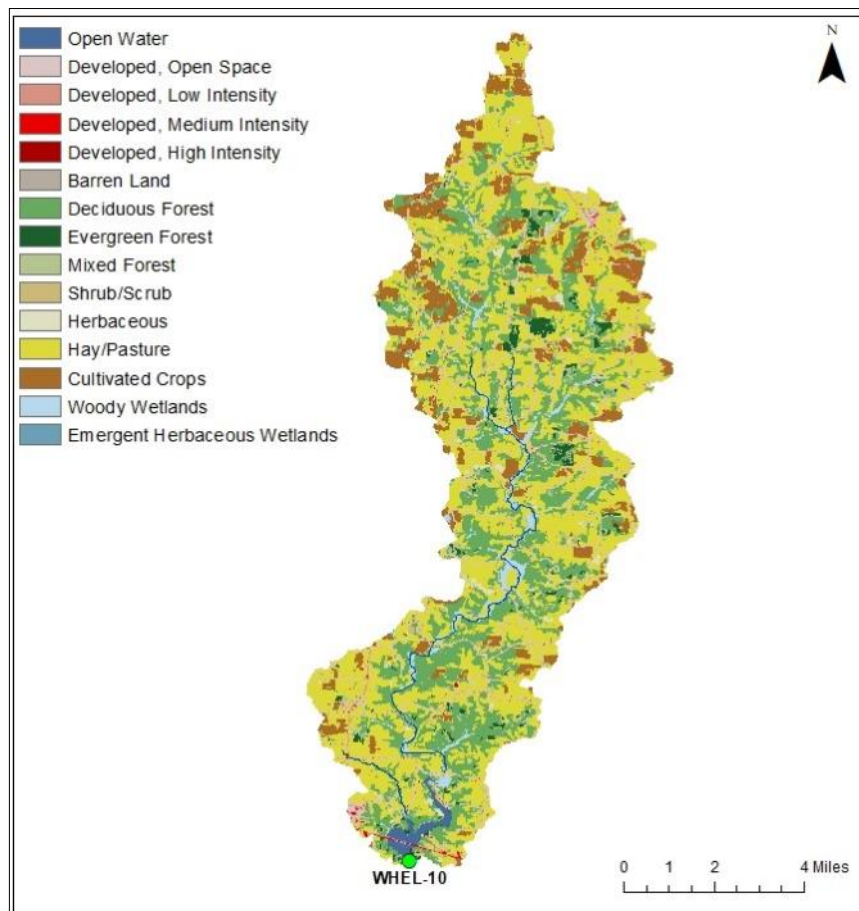 Open Water
Developed, Open Space
Developed, Low Intensity
Developed, Medium Intensity
Developed, High Intensity
Barren Land
Deciduous Forest
Evergreen Forest
Mixed Forest
Shrub/Scrub
Herbaceous
Hay/Pasture
Cultivated Crops
Woody Wetlands
Emergent Herbaceous Wetlands
N
WHEL-10
0 1 2 4 Miles